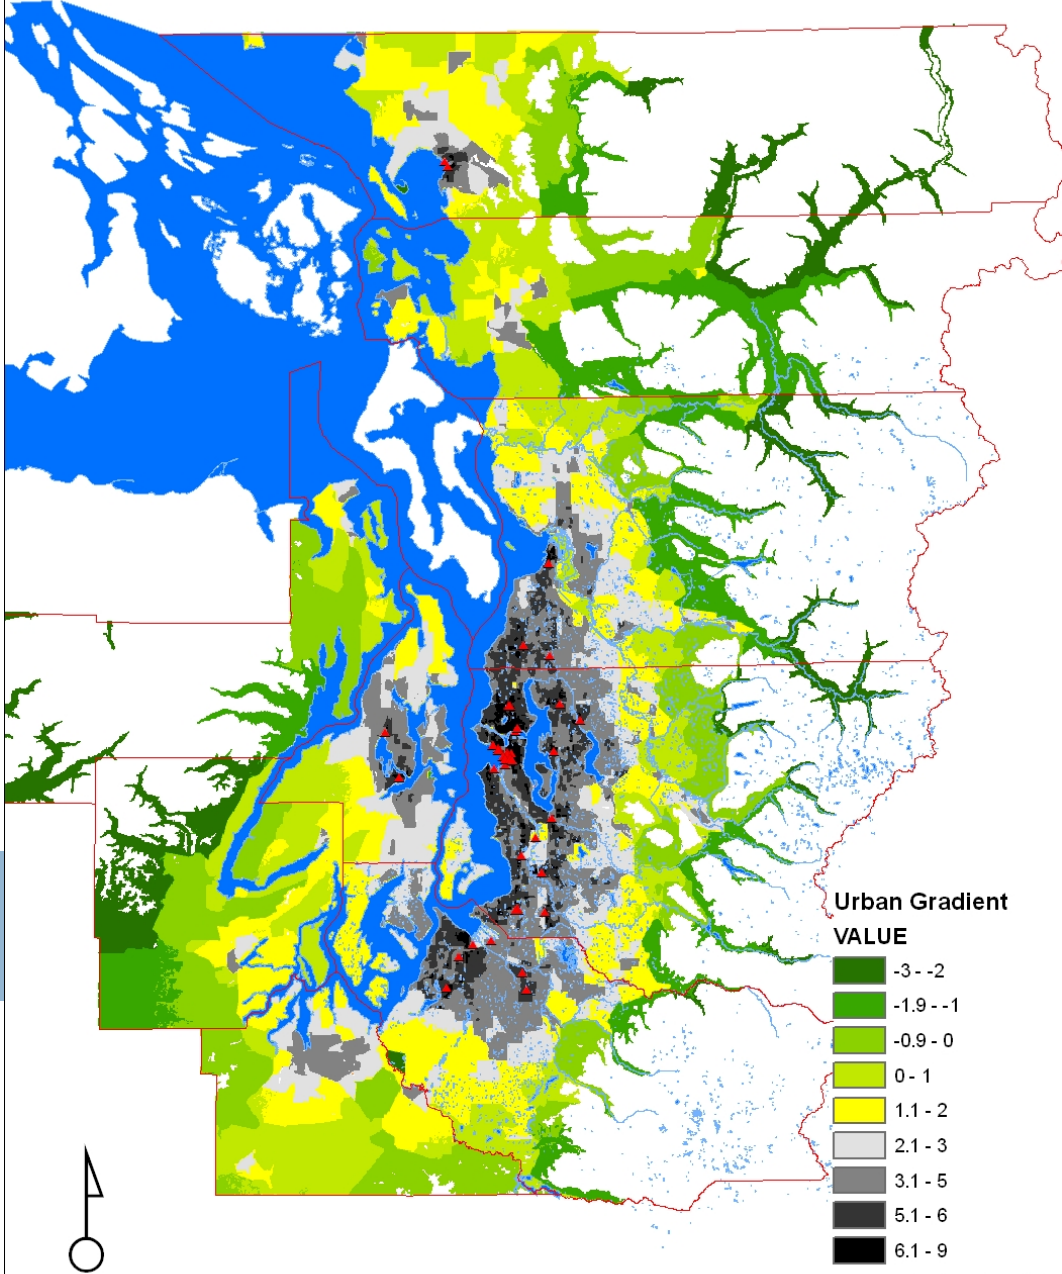 Urban Gradient
VALUE
-3 - -2
-1.9 - -1
-0.9 - 0
0 - 1
1.1 - 2
2.1 - 3
3.1 - 5
5.1 - 6
6.1 - 9